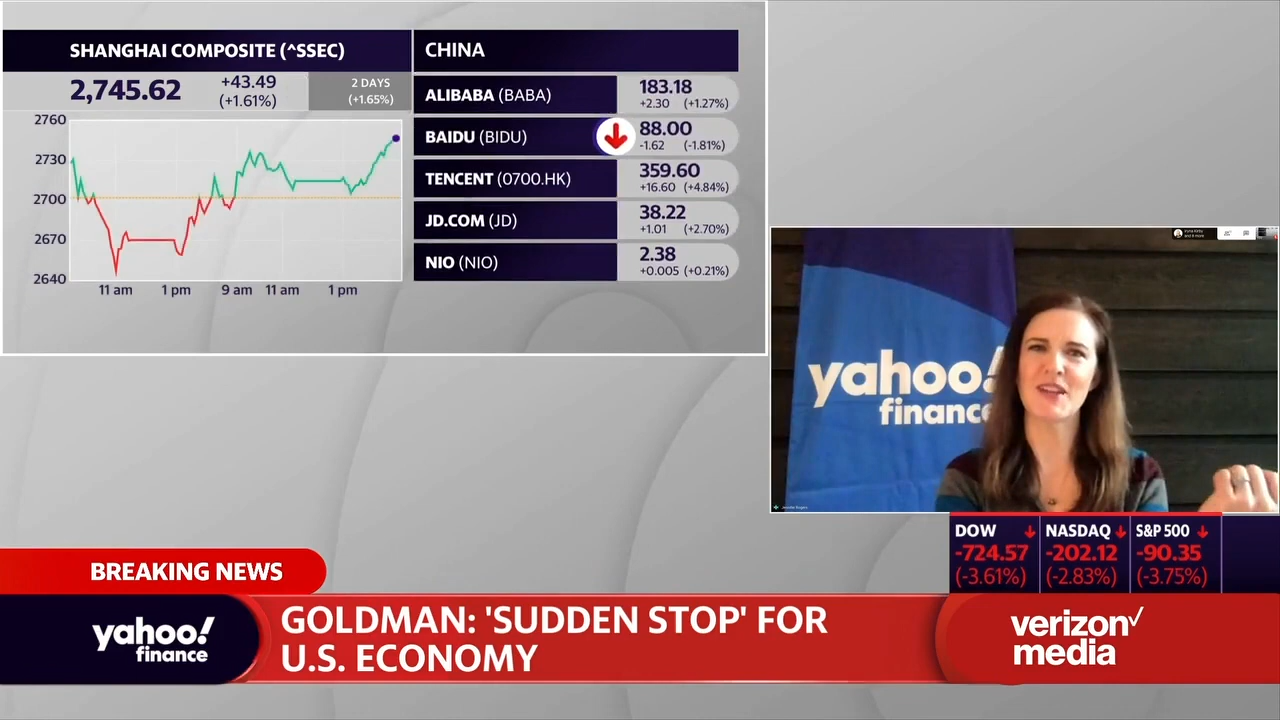 SHANGHAI COMPOSITE (^SSEC)
2,745.62
+43.49
(+1.61%)
2 DAYS
(+1.65%)
2760
2730
2700
2670
2640
11 am 1 pm 9 am 11 am 1 pm
CHINA
ALIBABA (BABA)
183.18
+2.30 (+1.27%)
BAIDU (BIDU)
88.00
-1.62 (-1.81%)
TENCENT (0700.HK)
359.60
+16.60 (+4.84%)
JD.COM (JD)
38.22
+1.01 (+2.70%)
NIO (NIO)
2.38
+0.005 (+0.21%)
yahoo!
finance
DOW
-724.57
(-3.61%)
NASDAQ
-202.12
(-2.83%)
S&P 500
-90.35
(-3.75%)
BREAKING NEWS
yahoo!
finance
GOLDMAN: 'SUDDEN STOP' FOR
U.S. ECONOMY
verizon✓
media